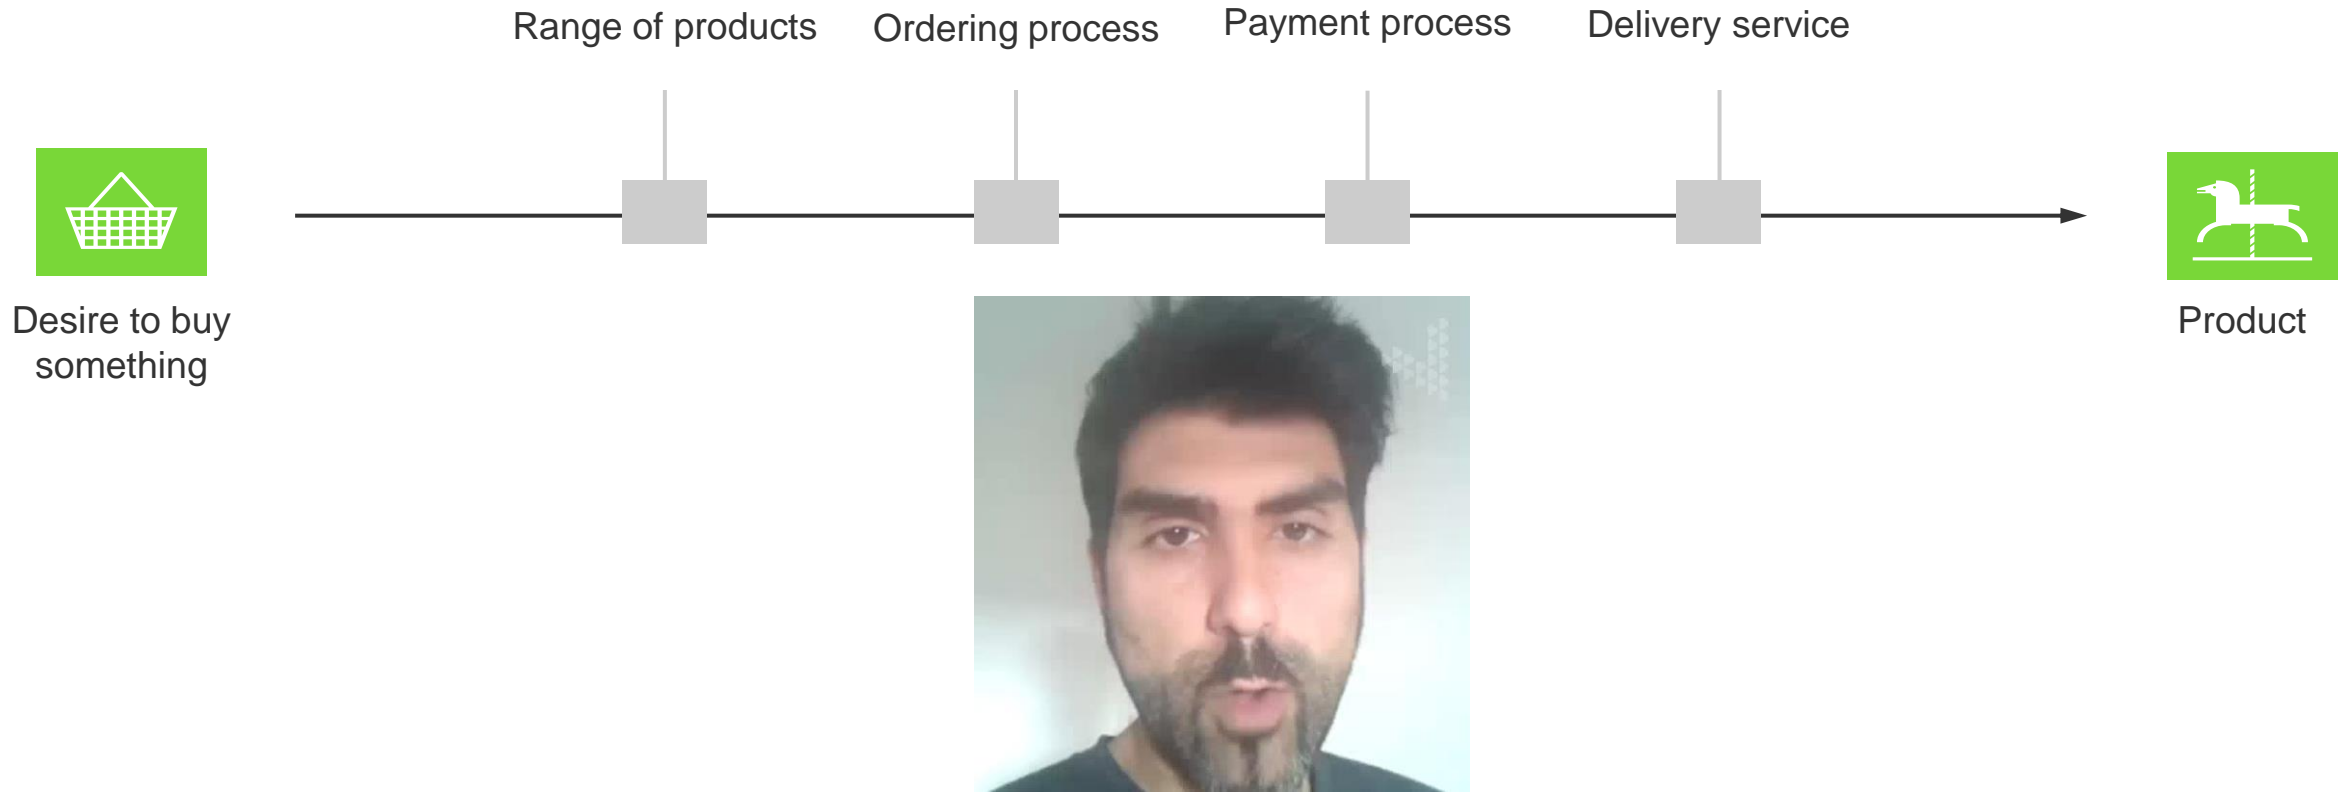 Range of products
Ordering process
Payment process
Delivery service
Desire to buy
something
Product